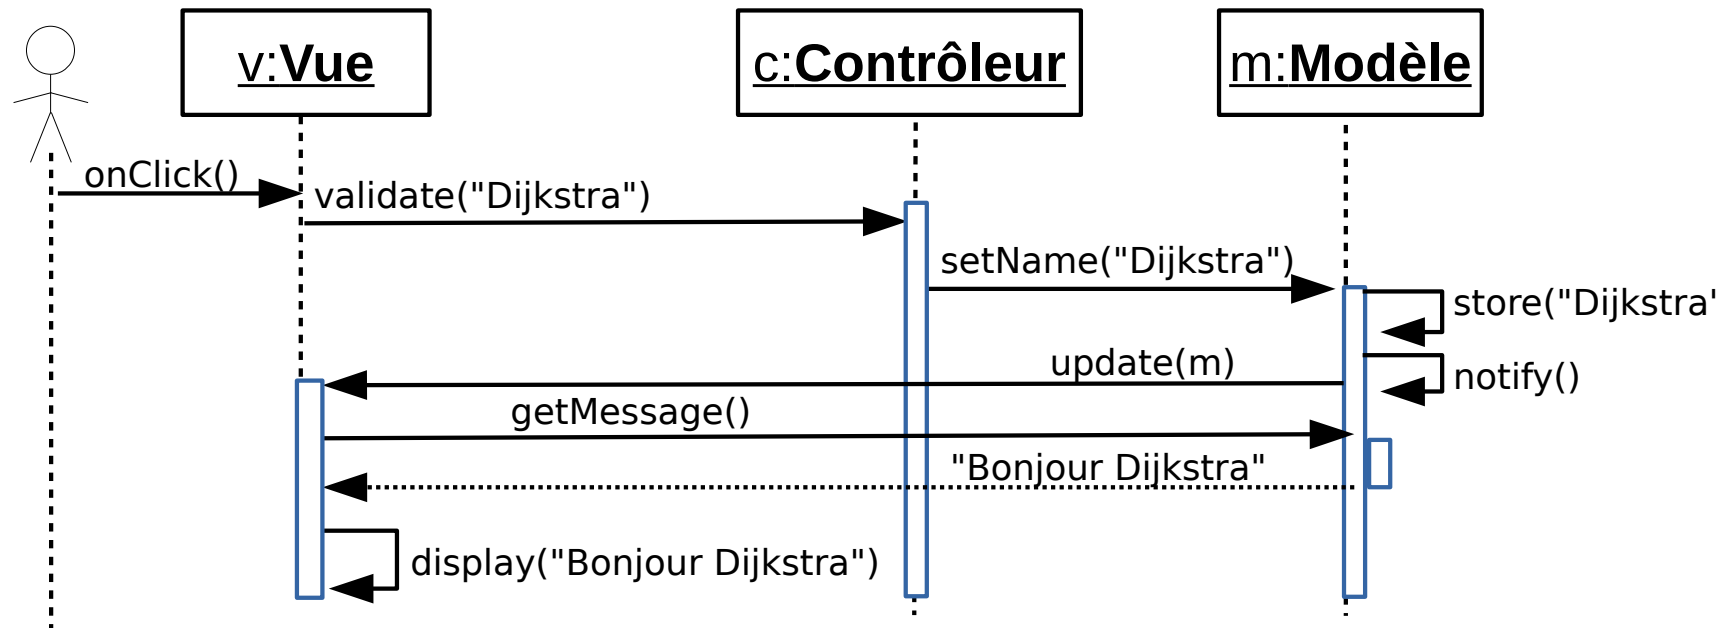 v:Vue
c:Contrôleur
m:Modèle
onClick()
validate("Dijkstra")
setName("Dijkstra")
store("Dijkstra'
update(m)
notify()
getMessage()
"Bonjour Dijkstra"
display("Bonjour Dijkstra")